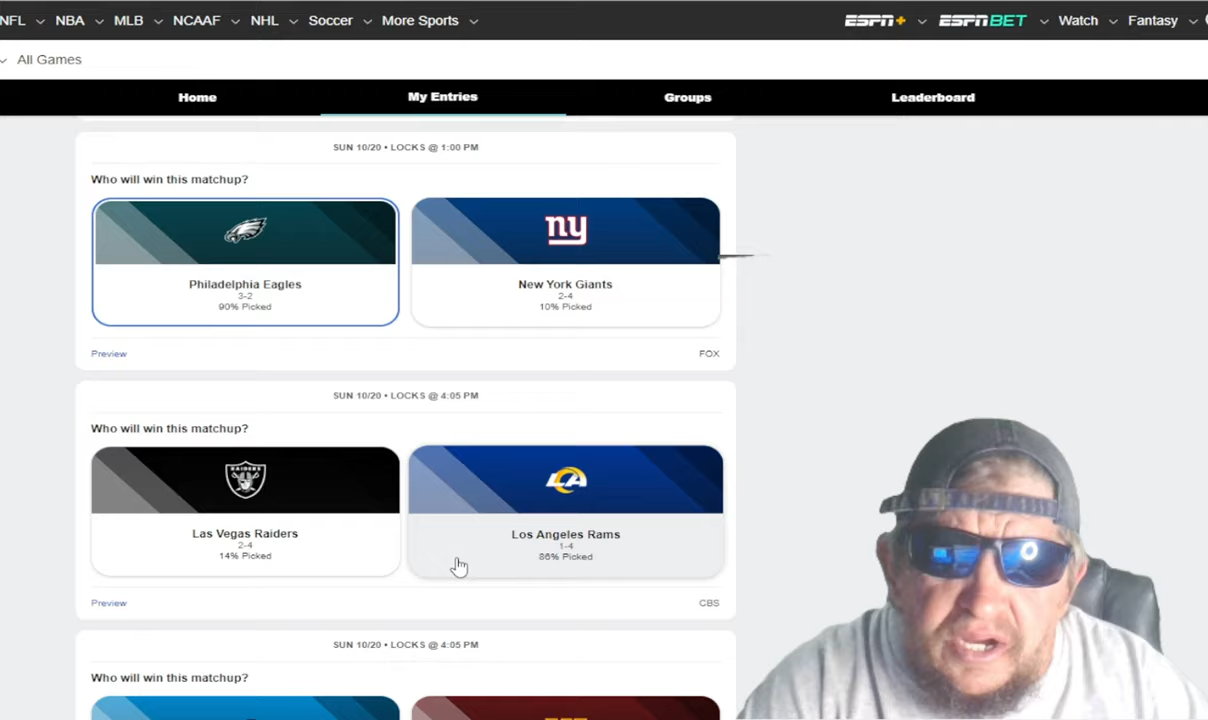 NFL NBA MLB NCAAF NHL Soccer More Sports ESPN+ ESPN BET Watch Fantasy
All Games
Home My Entries Groups Leaderboard
SUN 10/20 • LOCKS @ 1:00 PM
Who will win this matchup?
ny
Philadelphia Eagles New York Giants
3-2 2-4
90% Picked 10% Picked
Preview FOX
SUN 10/20 • LOCKS @ 4:05 PM
Who will win this matchup?
RAIDERS LA
Las Vegas Raiders Los Angeles Rams
2-4 1-4
14% Picked 86% Picked
Preview CBS
SUN 10/20 • LOCKS @ 4:05 PM
Who will win this matchup?